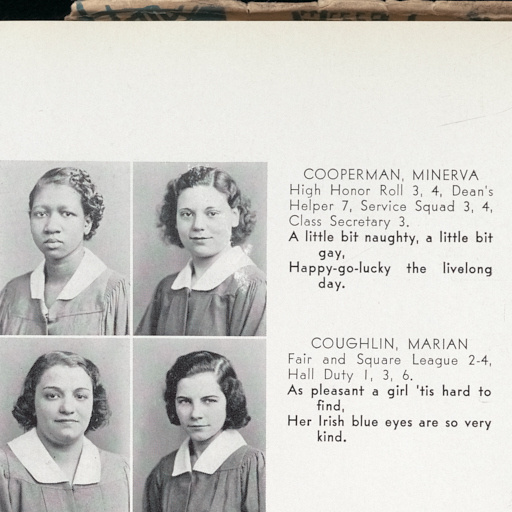 COOPERMAN, MINERVA
High Honor Roll 3, 4, Dean's
Helper 7, Service Squad 3, 4,
Class Secretary 3.
A little bit naughty, a little bit
gay,
Happy-go-lucky the livelong
day.
COUGHLIN, MARIAN
Fair and Square League 2-4,
Hall Duty 1, 3, 6.
As pleasant a girl 'tis hard to
find,
Her Irish blue eyes are so very
kind.